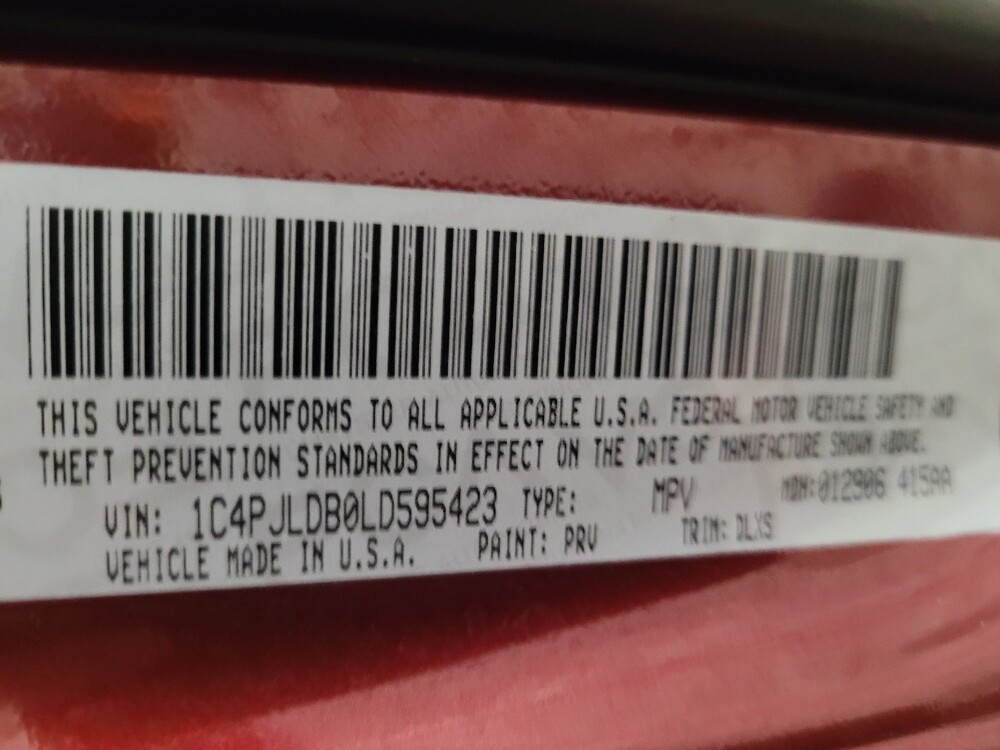 THIS VEHICLE CONFORMS TO ALL APPLICABLE U.S.A. FEDERAL MOTOR VEHICLE SAFETY AND
THEFT PREVENTION STANDARDS IN EFFECT ON THE DATE OF MANUFACTURE SHOWN ABOVE.
VIN: 1C4PJLDB0LD595423 TYPE: MPV MDH:012906 415AA
VEHICLE MADE IN U.S.A. PAINT: PRV TRIM: DLXS